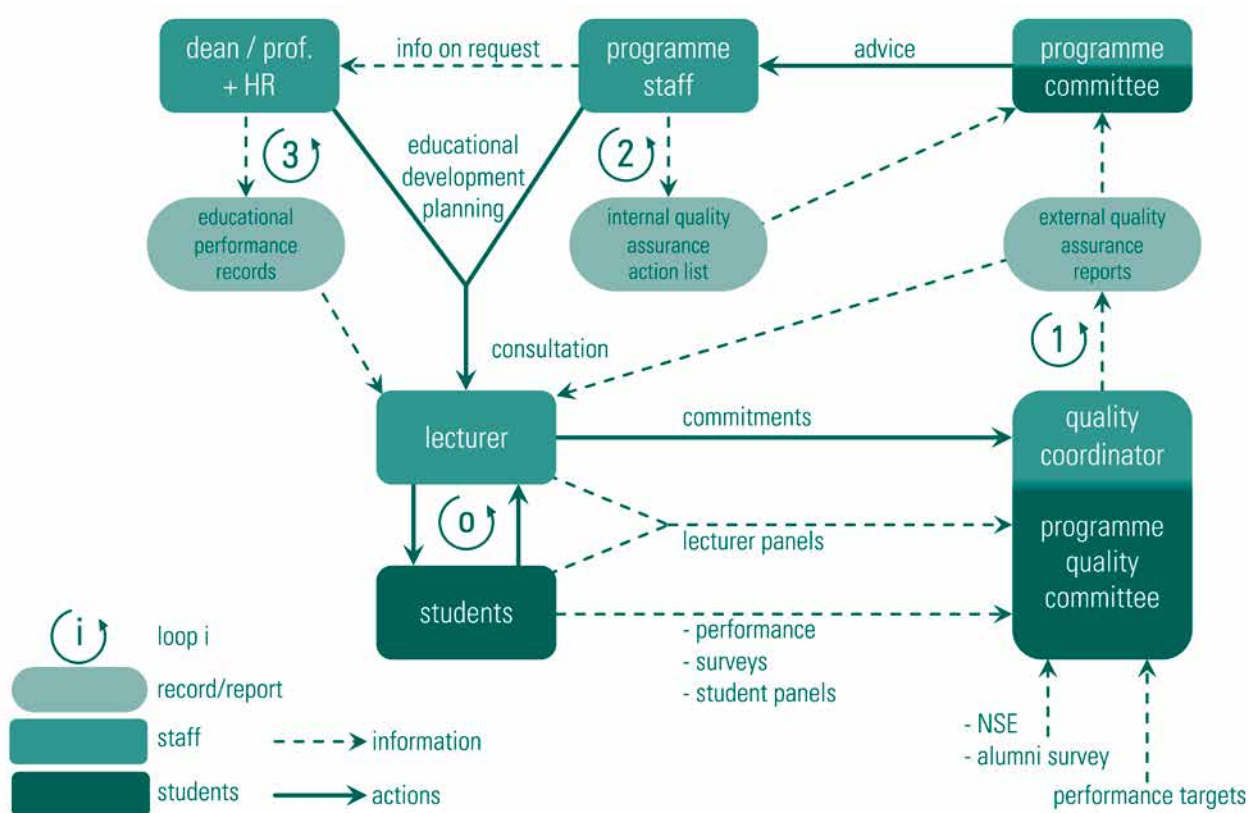 dean / prof.
+ HR
info on request
programme
staff
advice
programme
committee
3
educational
development
planning
2
educational
performance
records
internal quality
assurance
action list
external quality
assurance
reports
consultation
1
lecturer
commitments
quality
coordinator
0
lecturer panels
programme
quality
committee
students
- performance
- surveys
- student panels
i
loop i
record/report
staff
information
students
actions
- NSE
- alumni survey
performance targets